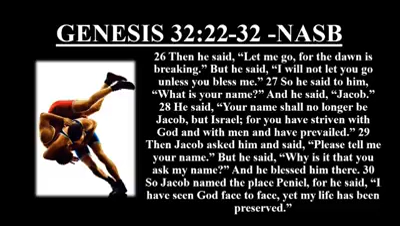 GENESIS 32:22-32 -NASB
26 Then he said, “Let me go, for the dawn is
breaking.” But he said, “I will not let you go
unless you bless me.” 27 So he said to him,
“What is your name?” And he said, “Jacob.”
28 He said, “Your name shall no longer be
Jacob, but Israel; for you have striven with
God and with men and have prevailed.” 29
Then Jacob asked him and said, “Please tell me
your name.” But he said, “Why is it that you
ask my name?” And he blessed him there. 30
So Jacob named the place Peniel, for he said, “I
have seen God face to face, yet my life has been
preserved.”